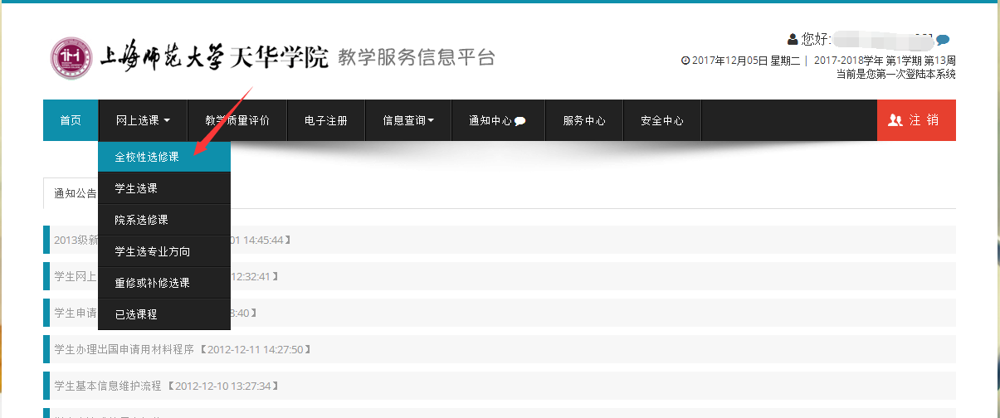 上海师范大学天华学院 教学服务信息平台
您好:
2017年12月05日 星期二 | 2017-2018学年 第1学期 第13周
当前是您第一次登陆本系统
首页 网上选课 教学质量评价 电子注册 信息查询 通知中心 服务中心 安全中心 注 销
全校性选修课
学生选课
院系选修课
学生选专业方向
重修或补修选课
已选课程
通知公告
2013级新 01 14:45:44】
学生网上 12:32:41】
学生申请 8:40】
学生办理出国申请用材料程序 【2012-12-11 14:27:50】
学生基本信息维护流程 【2012-12-10 13:27:34】